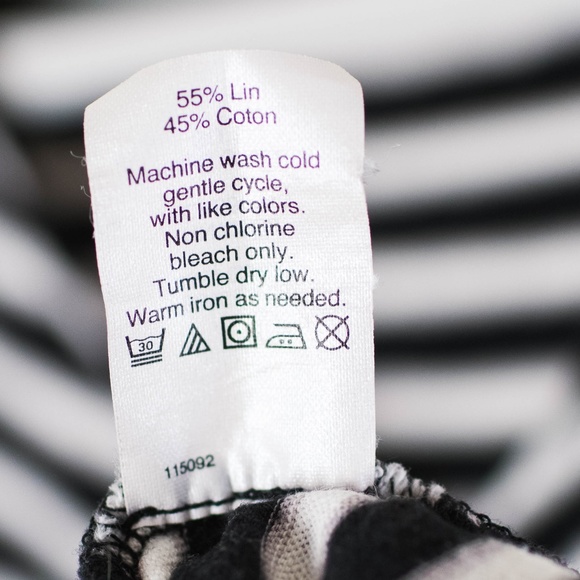 55% Lin
45% Coton
Machine wash cold
gentle cycle,
with like colors.
Non chlorine
bleach only.
Tumble dry low.
Warm iron as needed.
30
115092